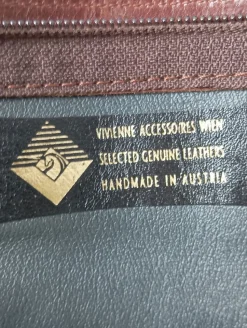 VIVIENNE ACCESSOIRES WIEN
SELECTED GENUINE LEATHERS
HANDMADE IN AUSTRIA